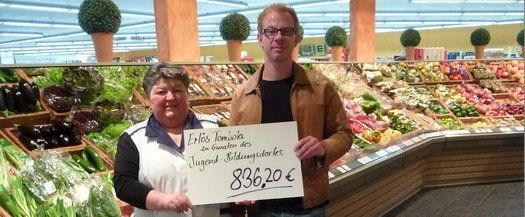 Erlös Tombola
zu Gunsten des
Jugend-Bildungsdorfes
836,20 €